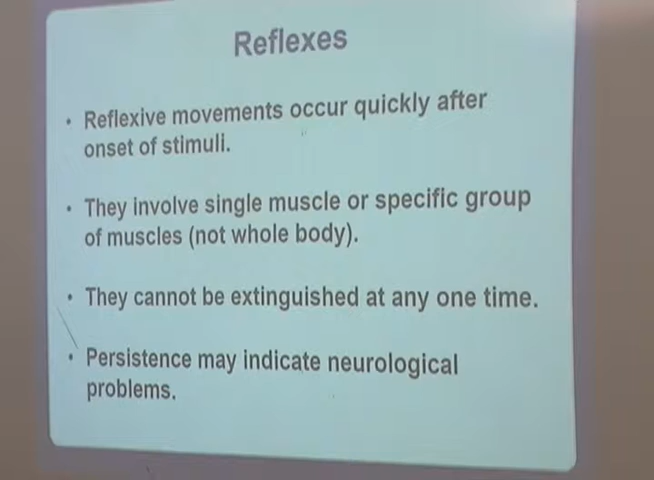 Reflexes
• Reflexive movements occur quickly after
onset of stimuli.
• They involve single muscle or specific group
of muscles (not whole body).
• They cannot be extinguished at any one time.
• Persistence may indicate neurological
problems.